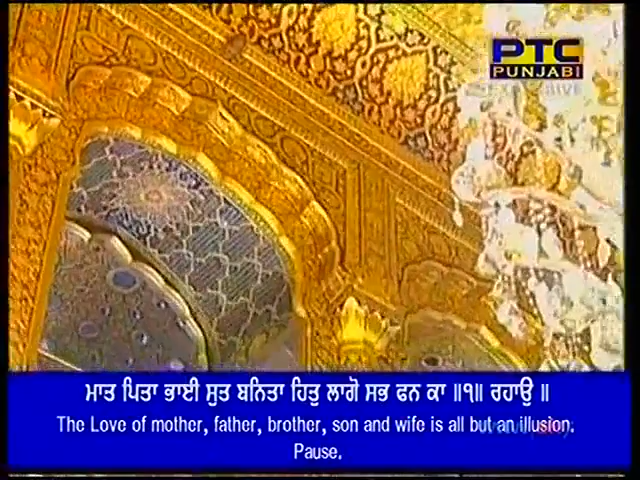 PTC
PUNJABI
EXCLUSIVE
ਮਾਤ ਪਿਤਾ ਭਾਈ ਸੁਤ ਬਨਿਤਾ ਹਿਤੁ ਲਾਗੋ ਸਭ ਫਨ ਕਾ ॥੧॥ ਰਹਾਉ ॥
The Love of mother, father, brother, son and wife is all but an illusion.
Pause.